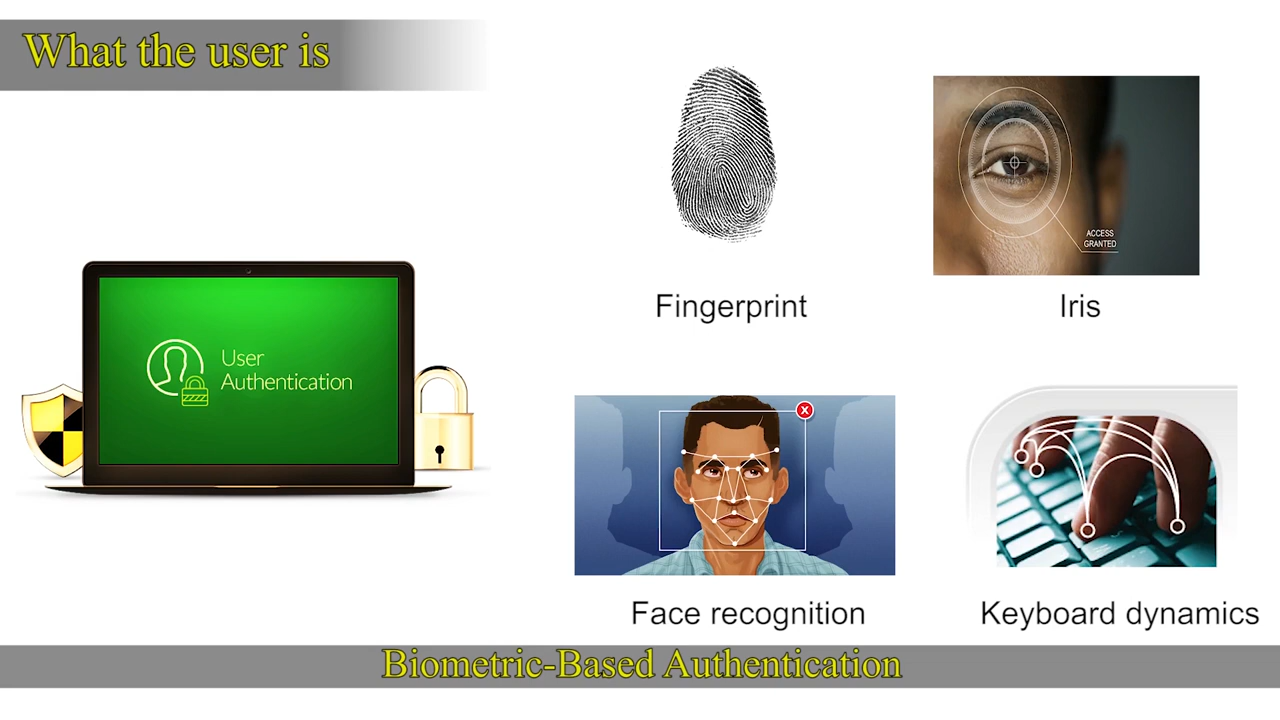 What the user is
User
Authentication
ACCESS
GRANTED
Fingerprint
Iris
X
Face recognition
Keyboard dynamics
Biometric-Based Authentication